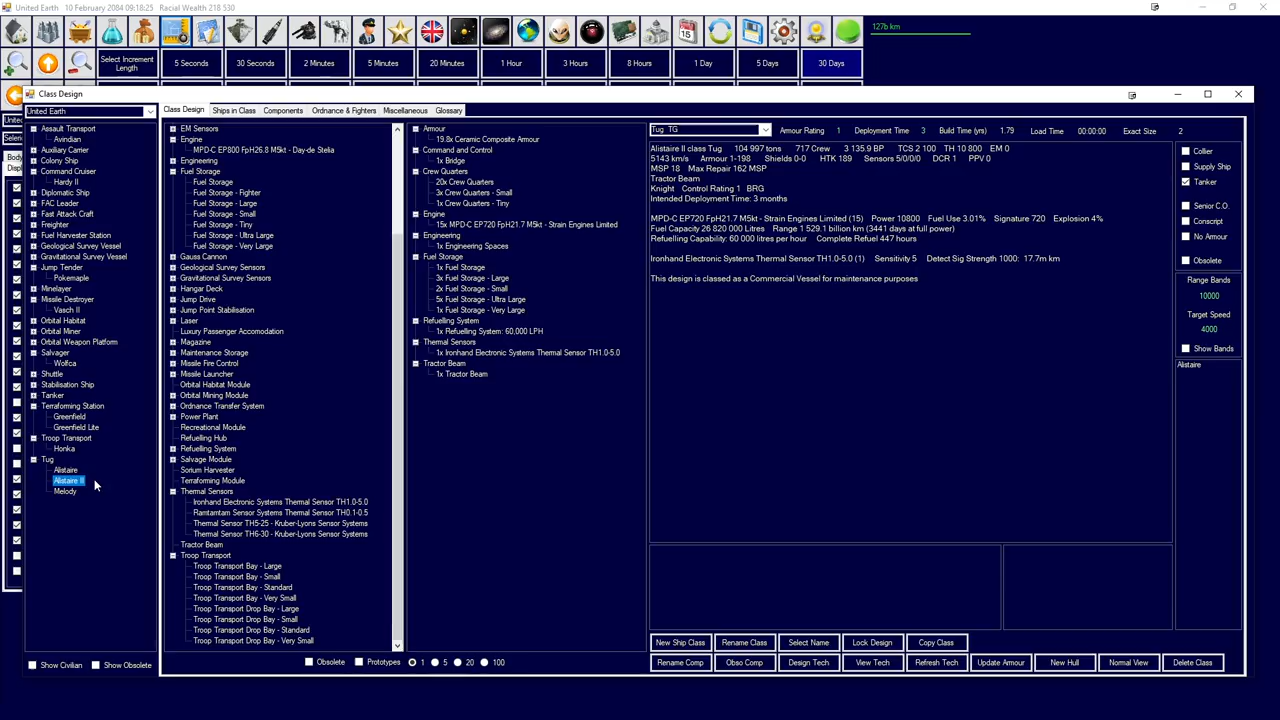 United Earth   10 February 2084 09:18:25   Racial Wealth 218 530
127b km
Select Increment Length
5 Seconds
30 Seconds
2 Minutes
5 Minutes
20 Minutes
1 Hour
3 Hours
8 Hours
1 Day
5 Days
30 Days
Class Design
United Earth
Assault Transport
Avindian
Auxiliary Carrier
Colony Ship
Command Cruiser
Hardy II
Diplomatic Ship
FAC Leader
Fast Attack Craft
Freighter
Fuel Harvester Station
Geological Survey Vessel
Gravitational Survey Vessel
Jump Tender
Pokemaple
Minelayer
Missile Destroyer
Vasch II
Orbital Habitat
Orbital Miner
Orbital Weapon Platform
Salvager
Wolfca
Shuttle
Stabilisation Ship
Tanker
Terraforming Station
Greenfield
Greenfield Lite
Troop Transport
Honka
Tug
Alistaire
Alistaire II
Melody
Show Civilian
Show Obsolete
Class Design
Ships in Class
Components
Ordnance & Fighters
Miscellaneous
Glossary
EM Sensors
Engine
MPD-C EP800 FpH26.8 M5kt - Day-de Stelia
Engineering
Fuel Storage
Fuel Storage
Fuel Storage - Fighter
Fuel Storage - Large
Fuel Storage - Small
Fuel Storage - Tiny
Fuel Storage - Ultra Large
Fuel Storage - Very Large
Gauss Cannon
Geological Survey Sensors
Gravitational Survey Sensors
Hangar Deck
Jump Drive
Jump Point Stabilisation
Laser
Luxury Passenger Accomodation
Magazine
Maintenance Storage
Missile Fire Control
Missile Launcher
Orbital Habitat Module
Orbital Mining Module
Ordnance Transfer System
Power Plant
Recreational Module
Refuelling Hub
Refuelling System
Salvage Module
Sorium Harvester
Terraforming Module
Thermal Sensors
Ironhand Electronic Systems Thermal Sensor TH1.0-5.0
Ramtamtam Sensor Systems Thermal Sensor TH0.1-0.5
Thermal Sensor TH5-25 - Kruber-Lyons Sensor Systems
Thermal Sensor TH6-30 - Kruber-Lyons Sensor Systems
Tractor Beam
Troop Transport
Troop Transport Bay - Large
Troop Transport Bay - Small
Troop Transport Bay - Standard
Troop Transport Bay - Very Small
Troop Transport Drop Bay - Large
Troop Transport Drop Bay - Small
Troop Transport Drop Bay - Standard
Troop Transport Drop Bay - Very Small
Obsolete
Prototypes
1
5
20
100
Armour
19.8x Ceramic Composite Armour
Command and Control
1x Bridge
Crew Quarters
20x Crew Quarters
3x Crew Quarters - Small
1x Crew Quarters - Tiny
Engine
15x MPD-C EP720 FpH21.7 M5kt - Strain Engines Limited
Engineering
1x Engineering Spaces
Fuel Storage
1x Fuel Storage
3x Fuel Storage - Large
2x Fuel Storage - Small
5x Fuel Storage - Ultra Large
1x Fuel Storage - Very Large
Refuelling System
1x Refuelling System: 60,000 LPH
Thermal Sensors
1x Ironhand Electronic Systems Thermal Sensor TH1.0-5.0
Tractor Beam
1x Tractor Beam
Tug  TG
Armour Rating   1   Deployment Time   3   Build Time (yrs)   1.79   Load Time   00:00:00   Exact Size   2
Alistaire II class Tug   104 997 tons   717 Crew   3 135.9 BP   TCS 2 100   TH 10 800   EM 0
5143 km/s   Armour 1-198   Shields 0-0   HTK 189   Sensors 5/0/0/0   DCR 1   PPV 0
MSP 18   Max Repair 162 MSP
Tractor Beam
Knight   Control Rating 1   BRG
Intended Deployment Time: 3 months
MPD-C EP720 FpH21.7 M5kt - Strain Engines Limited (15)   Power 10800   Fuel Use 3.01%   Signature 720   Explosion 4%
Fuel Capacity 26 820 000 Litres   Range 1 529.1 billion km (3441 days at full power)
Refuelling Capability: 60 000 litres per hour   Complete Refuel 447 hours
Ironhand Electronic Systems Thermal Sensor TH1.0-5.0 (1)   Sensitivity 5   Detect Sig Strength 1000:  17.7m km
This design is classed as a Commercial Vessel for maintenance purposes
Collier
Supply Ship
Tanker
Senior C.O.
Conscript
No Armour
Obsolete
Range Bands
10000
Target Speed
4000
Show Bands
Alistaire
New Ship Class
Rename Class
Select Name
Lock Design
Copy Class
Rename Comp
Obso Comp
Design Tech
View Tech
Refresh Tech
Update Armour
New Hull
Normal View
Delete Class